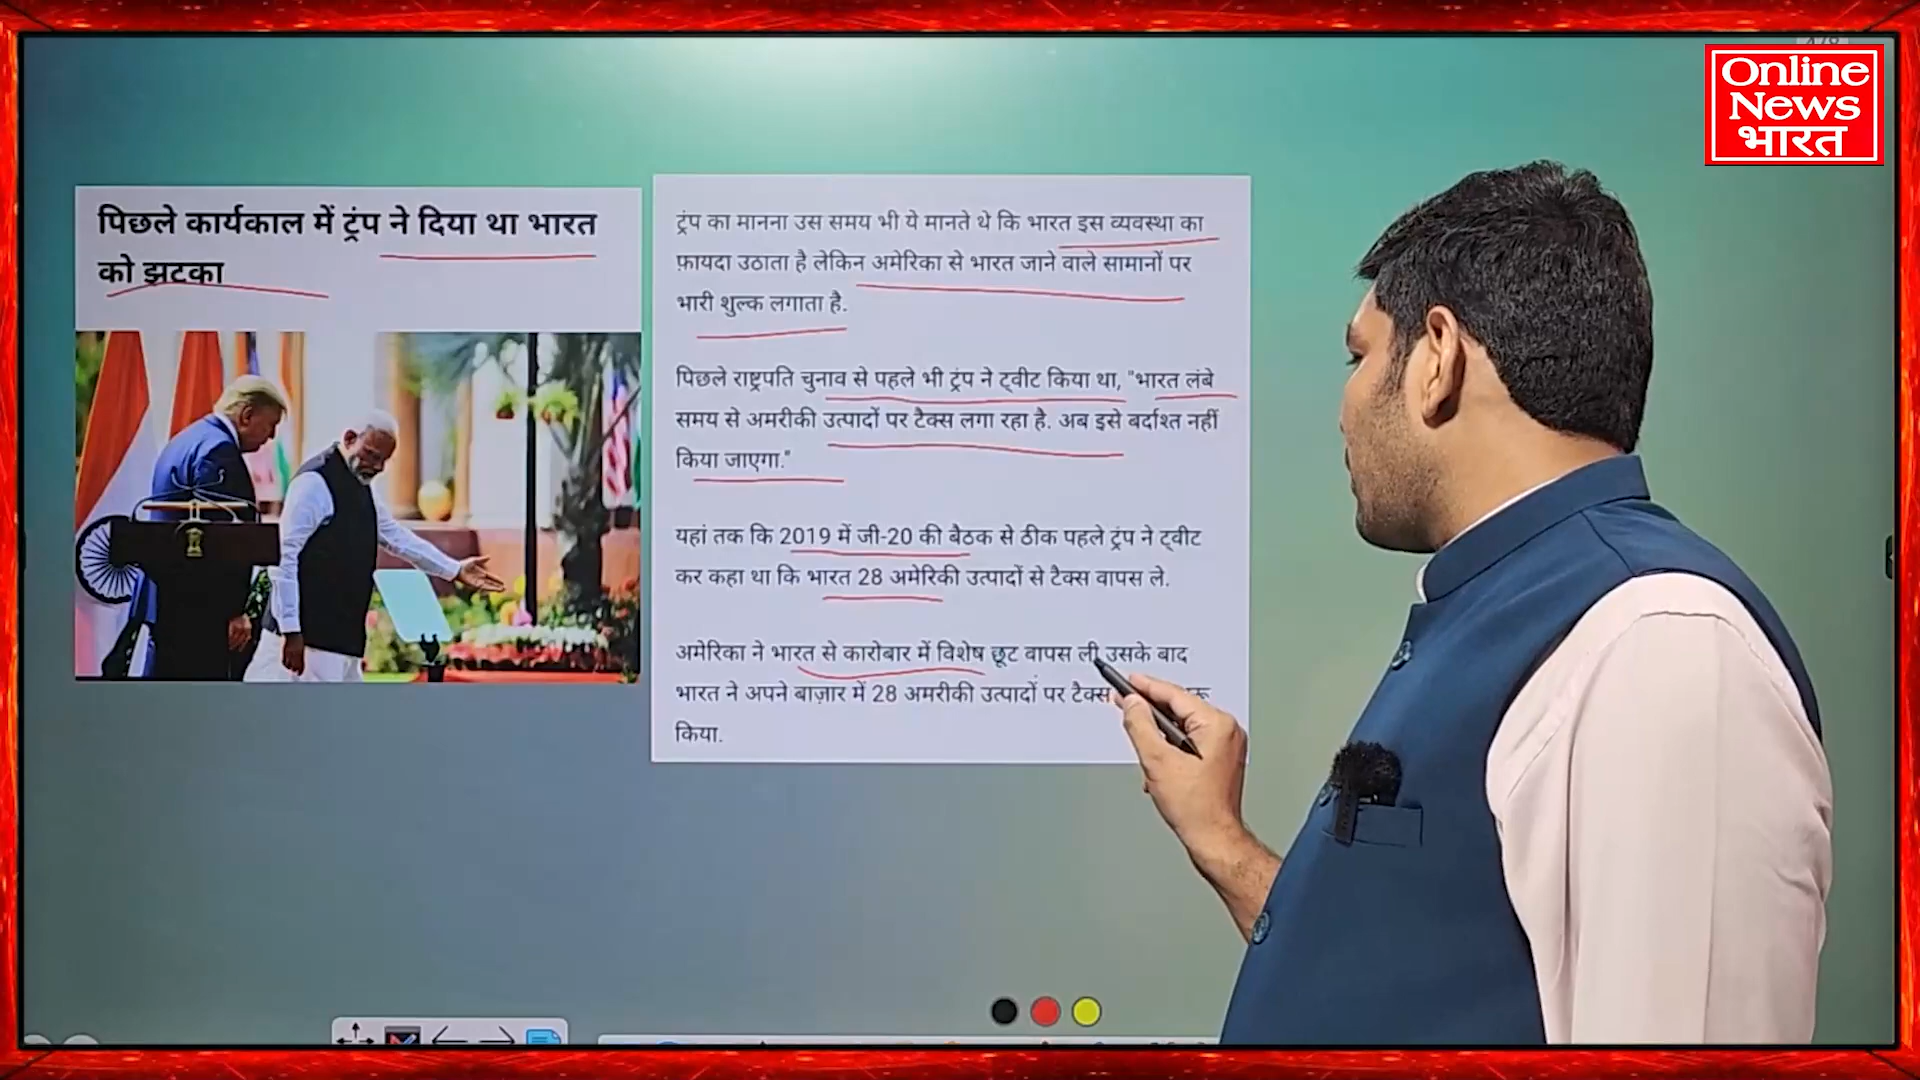 Online
News
भारत
पिछले कार्यकाल में ट्रंप ने दिया था भारत
को झटका
ट्रंप का मानना उस समय भी ये मानते थे कि भारत इस व्यवस्था का
फ़ायदा उठाता है लेकिन अमेरिका से भारत जाने वाले सामानों पर
भारी शुल्क लगाता है.
पिछले राष्ट्रपति चुनाव से पहले भी ट्रंप ने ट्वीट किया था, "भारत लंबे
समय से अमरीकी उत्पादों पर टैक्स लगा रहा है. अब इसे बर्दाश्त नहीं
किया जाएगा."
यहां तक कि 2019 में जी-20 की बैठक से ठीक पहले ट्रंप ने ट्वीट
कर कहा था कि भारत 28 अमेरिकी उत्पादों से टैक्स वापस ले.
अमेरिका ने भारत से कारोबार में विशेष छूट वापस ली उसके बाद
भारत ने अपने बाज़ार में 28 अमरीकी उत्पादों पर टैक्स
किया.